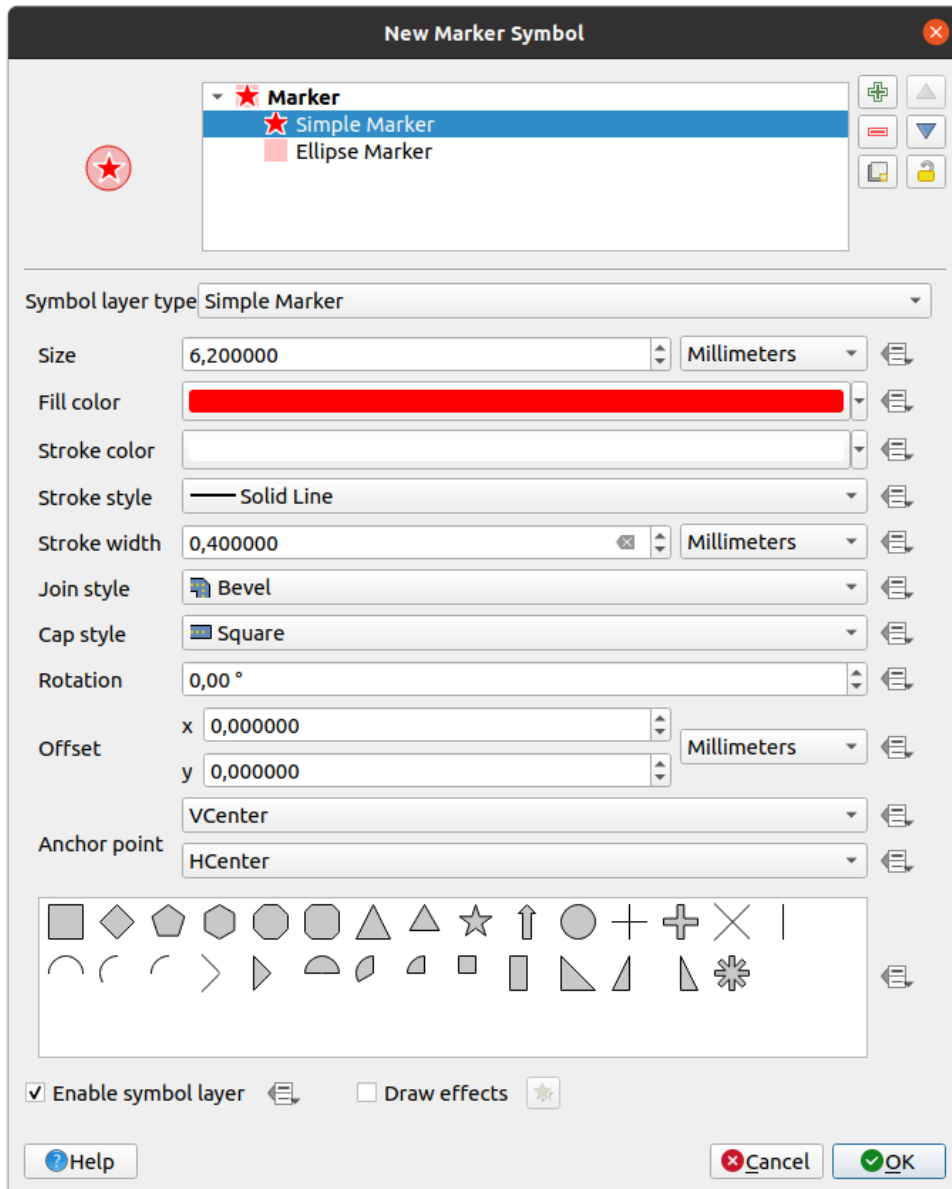 New Marker Symbol
Marker
Simple Marker
Ellipse Marker
Symbol layer type Simple Marker
Size 6,200000 Millimeters
Fill color
Stroke color
Stroke style Solid Line
Stroke width 0,400000 Millimeters
Join style Bevel
Cap style Square
Rotation 0,00 °
x 0,000000
Offset Millimeters
y 0,000000
VCenter
Anchor point
HCenter
Enable symbol layer Draw effects
Help Cancel OK